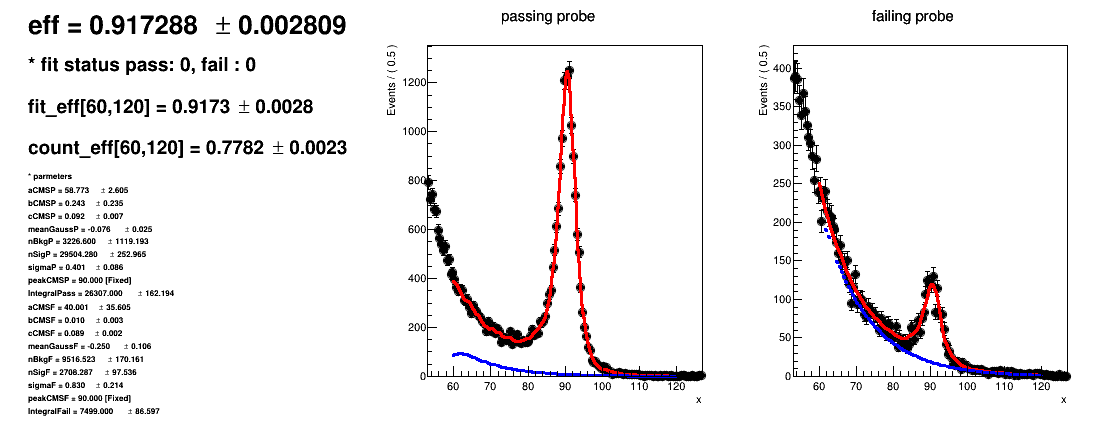 eff = 0.917288 ± 0.002809
* fit status pass: 0, fail : 0
fit_eff[60,120] = 0.9173 ± 0.0028
count_eff[60,120] = 0.7782 ± 0.0023
* parmeters
aCMSP = 58.773 ± 2.605
bCMSP = 0.243 ± 0.235
cCMSP = 0.092 ± 0.007
meanGaussP = -0.076 ± 0.025
nBkgP = 3226.600 ± 1119.193
nSigP = 29504.280 ± 252.965
sigmaP = 0.401 ± 0.086
peakCMSP = 90.000 [Fixed]
IntegralPass = 26307.000 ± 162.194
aCMSF = 40.001 ± 35.605
bCMSF = 0.010 ± 0.003
cCMSF = 0.089 ± 0.002
meanGaussF = -0.250 ± 0.106
nBkgF = 9516.523 ± 170.161
nSigF = 2708.287 ± 97.536
sigmaF = 0.830 ± 0.214
peakCMSF = 90.000 [Fixed]
IntegralFail = 7499.000 ± 86.597
passing probe
Events / ( 0.5 )
1200
1000
800
600
400
200
0
60 70 80 90 100 110 120
x
failing probe
Events / ( 0.5 )
400
350
300
250
200
150
100
50
0
60 70 80 90 100 110 120
x